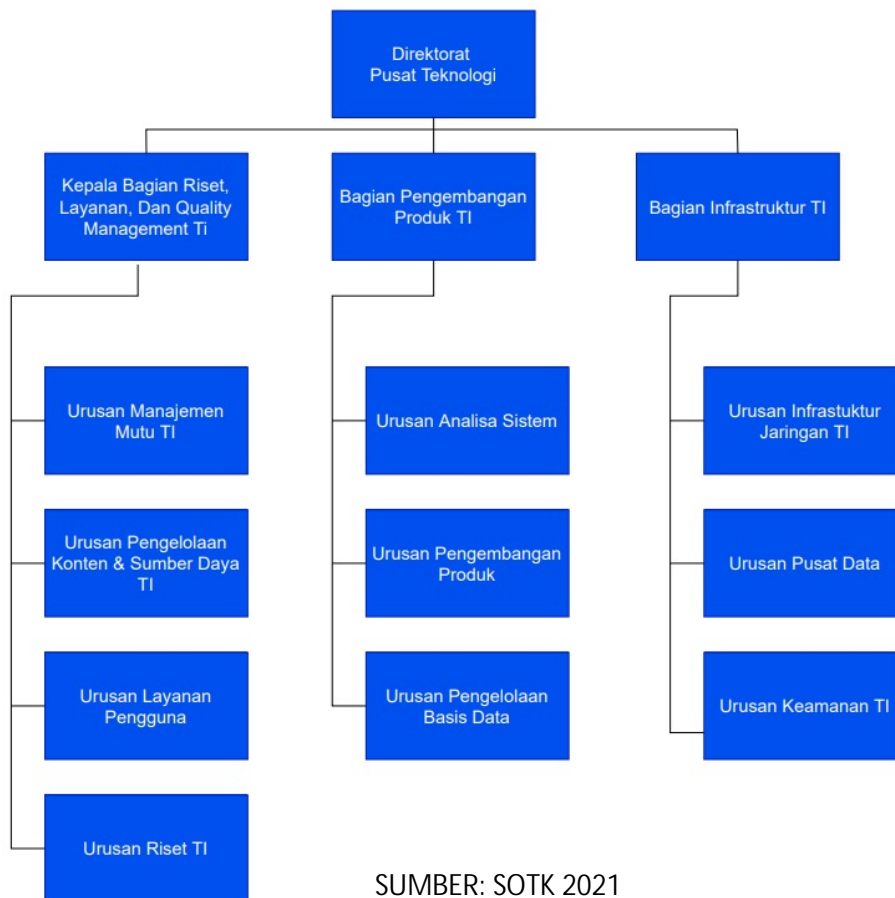 Direktorat
Pusat Teknologi
Kepala Bagian Riset,
Layanan, Dan Quality
Management Ti
Bagian Pengembangan
Produk TI
Bagian Infrastruktur TI
Urusan Manajemen
Mutu TI
Urusan Pengelolaan
Konten & Sumber Daya
TI
Urusan Layanan
Pengguna
Urusan Riset TI
Urusan Analisa Sistem
Urusan Pengembangan
Produk
Urusan Pengelolaan
Basis Data
Urusan Infrastuktur
Jaringan TI
Urusan Pusat Data
Urusan Keamanan TI
SUMBER: SOTK 2021